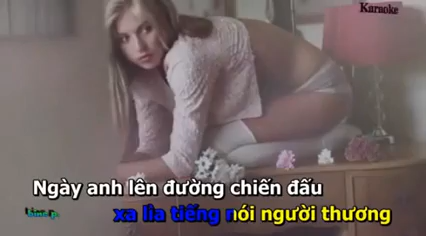 Karaoke
Ngày anh lên đường chiến đấu
xa lìa tiếng nói người thương